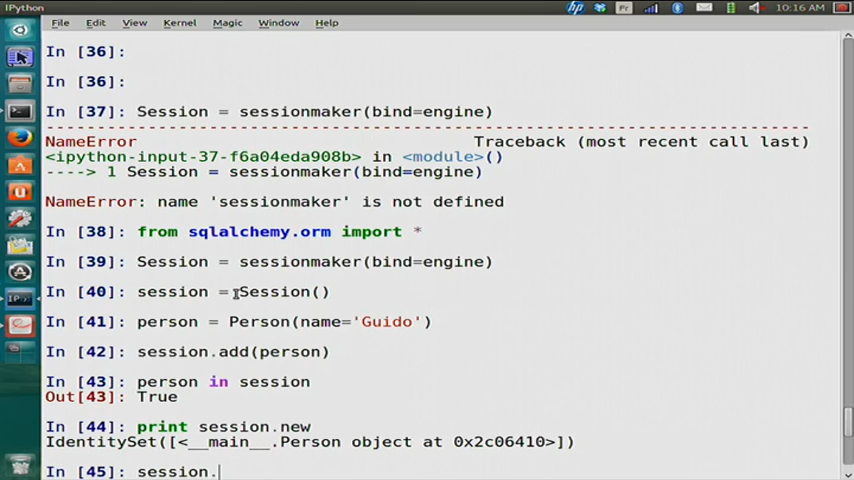 IPython
Fr
10:16 AM
File Edit View Kernel Magic Window Help
In [36]:
In [36]:
In [37]: Session = sessionmaker(bind=engine)
---------------------------------------------------------------------------
NameError Traceback (most recent call last)
<ipython-input-37-f6a04eda908b> in <module>()
----> 1 Session = sessionmaker(bind=engine)
NameError: name 'sessionmaker' is not defined
In [38]: from sqlalchemy.orm import *
In [39]: Session = sessionmaker(bind=engine)
In [40]: session = Session()
In [41]: person = Person(name='Guido')
In [42]: session.add(person)
In [43]: person in session
Out[43]: True
In [44]: print session.new
IdentitySet([<__main__.Person object at 0x2c06410>])
In [45]: session.